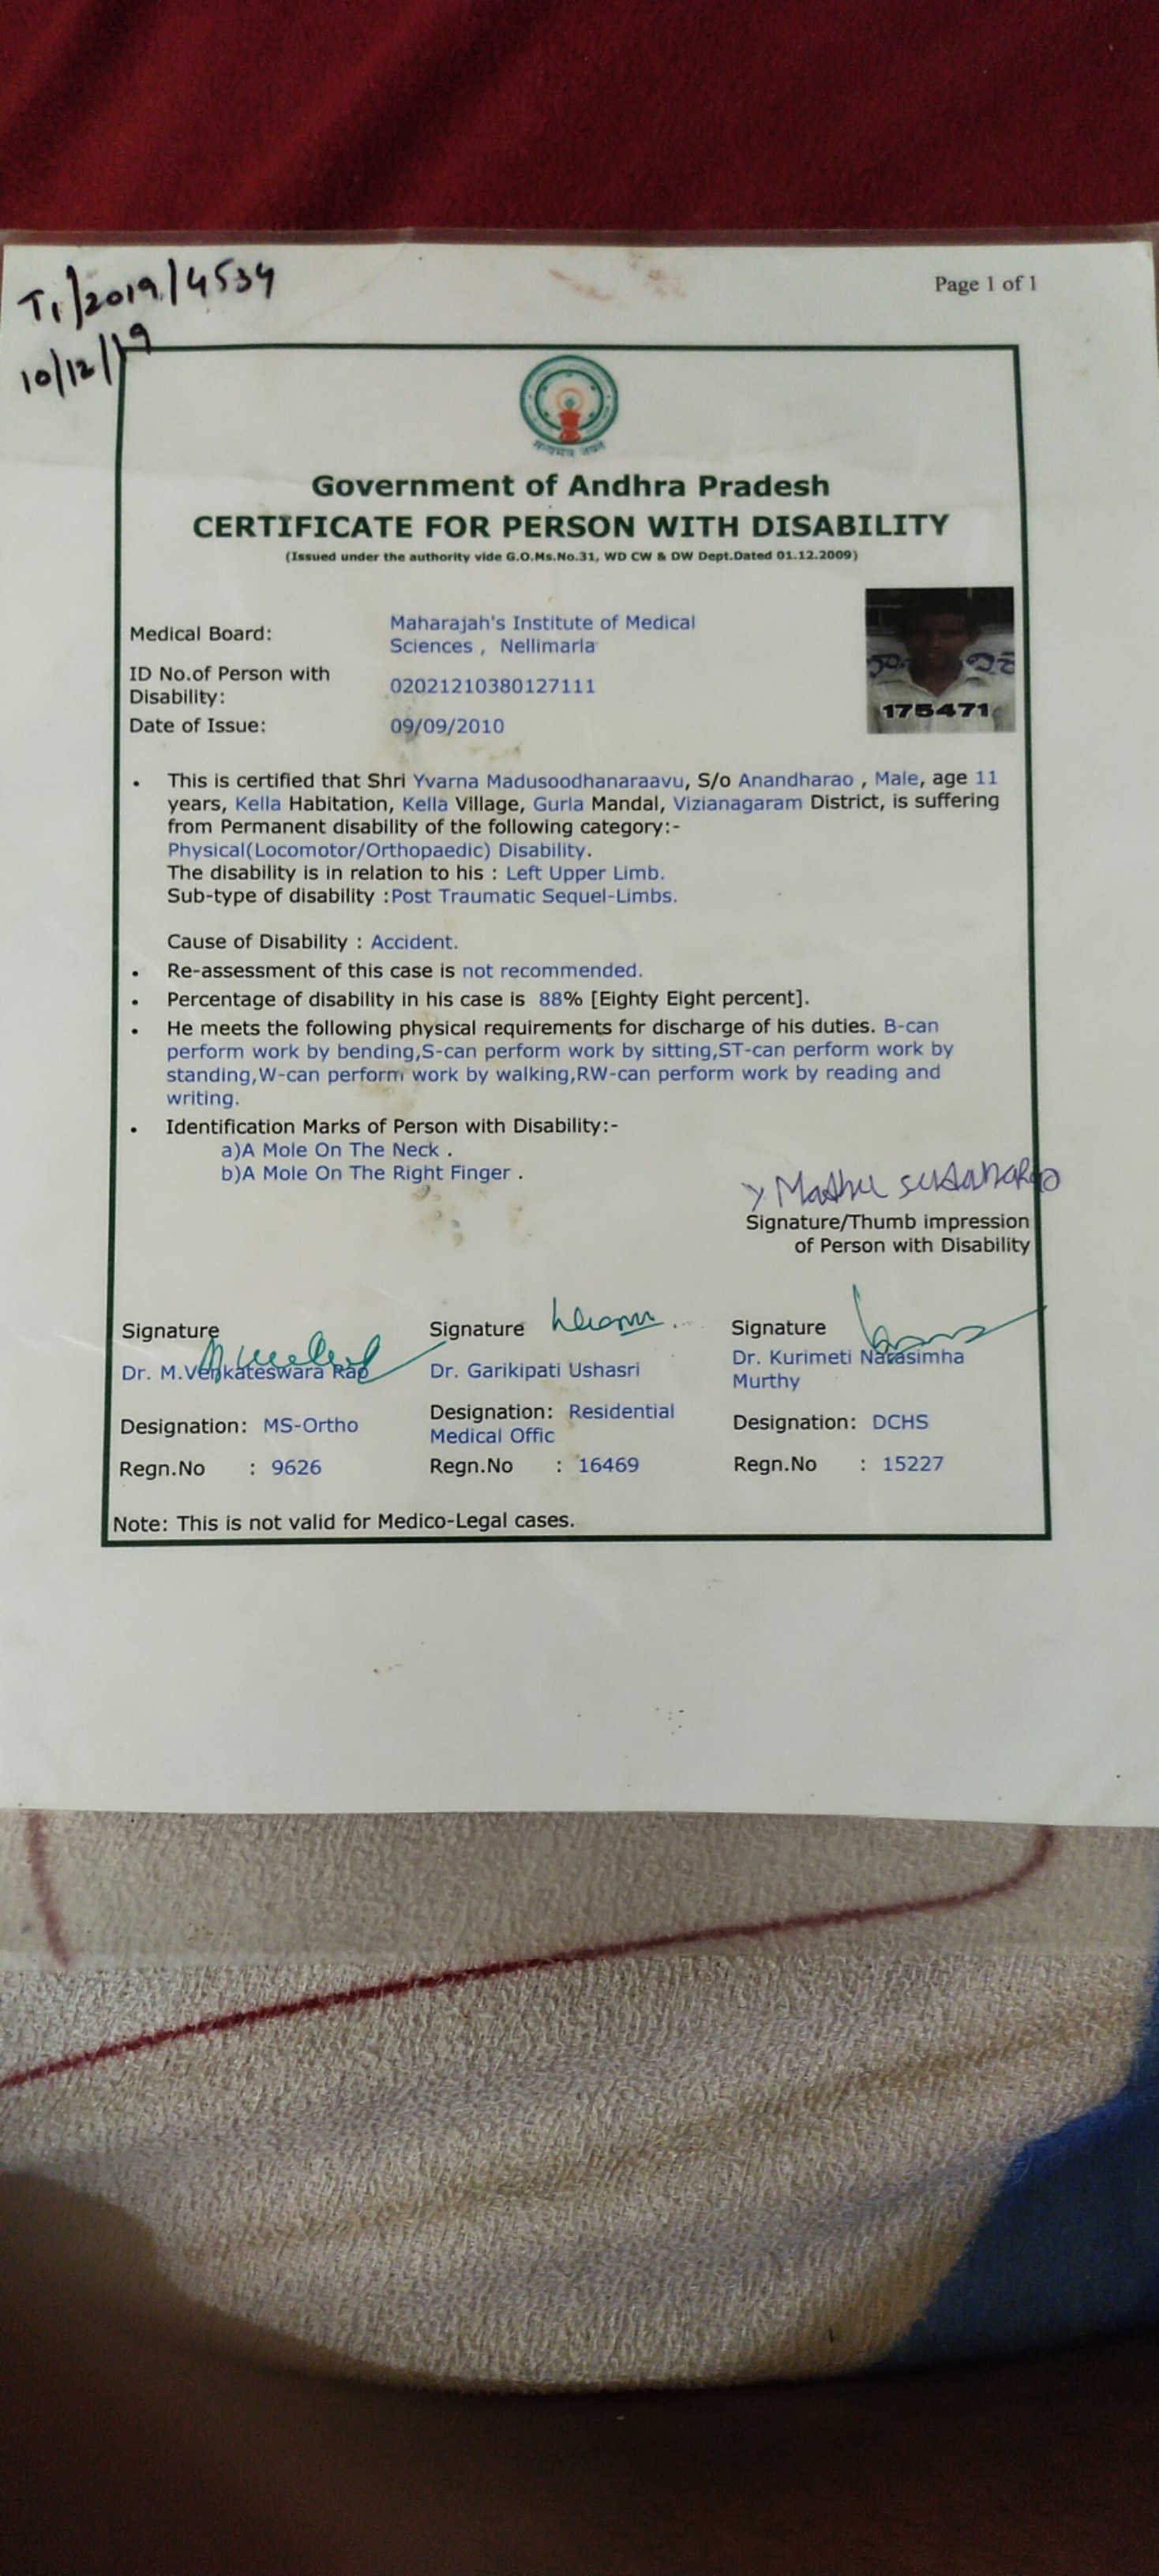 T1/2019/4534
10/12/19
Page 1 of 1
Government of Andhra Pradesh
CERTIFICATE FOR PERSON WITH DISABILITY
(Issued under the authority vide G.O.Ms.No.31, WD CW & DW Dept.Dated 01.12.2009)
Medical Board:
Maharajah's Institute of Medical
Sciences , Nellimarla
ID No.of Person with
Disability:
02021210380127111
Date of Issue:
09/09/2010
175471
• This is certified that Shri Yvarna Madusoodhanaraavu, S/o Anandharao , Male, age 11
years, Kella Habitation, Kella Village, Gurla Mandal, Vizianagaram District, is suffering
from Permanent disability of the following category:-
Physical(Locomotor/Orthopaedic) Disability.
The disability is in relation to his : Left Upper Limb.
Sub-type of disability :Post Traumatic Sequel-Limbs.
Cause of Disability : Accident.
• Re-assessment of this case is not recommended.
• Percentage of disability in his case is 88% [Eighty Eight percent].
• He meets the following physical requirements for discharge of his duties. B-can
perform work by bending,S-can perform work by sitting,ST-can perform work by
standing,W-can perform work by walking,RW-can perform work by reading and
writing.
• Identification Marks of Person with Disability:-
a)A Mole On The Neck .
b)A Mole On The Right Finger .
Signature/Thumb impression
of Person with Disability
Signature
Dr. M.Venkateswara Rao
Designation: MS-Ortho
Regn.No : 9626
Signature
Dr. Garikipati Ushasri
Designation: Residential
Medical Offic
Regn.No : 16469
Signature
Dr. Kurimeti Narasimha
Murthy
Designation: DCHS
Regn.No : 15227
Note: This is not valid for Medico-Legal cases.